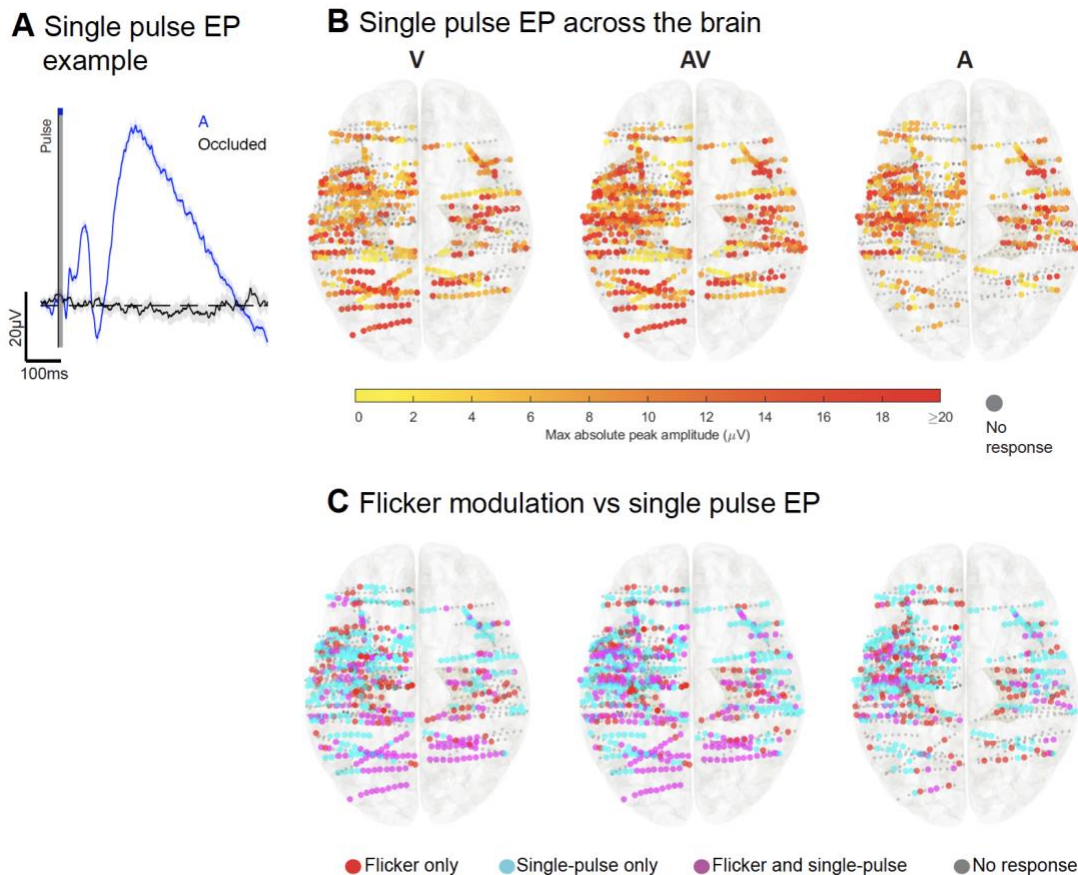 A Single pulse EP
example
Pulse
A
Occluded
20µV
100ms
B Single pulse EP across the brain
V AV A
0 2 4 6 8 10 12 14 16 18 ≥20
Max absolute peak amplitude (µV)
No
response
C Flicker modulation vs single pulse EP
Flicker only Single-pulse only Flicker and single-pulse No response